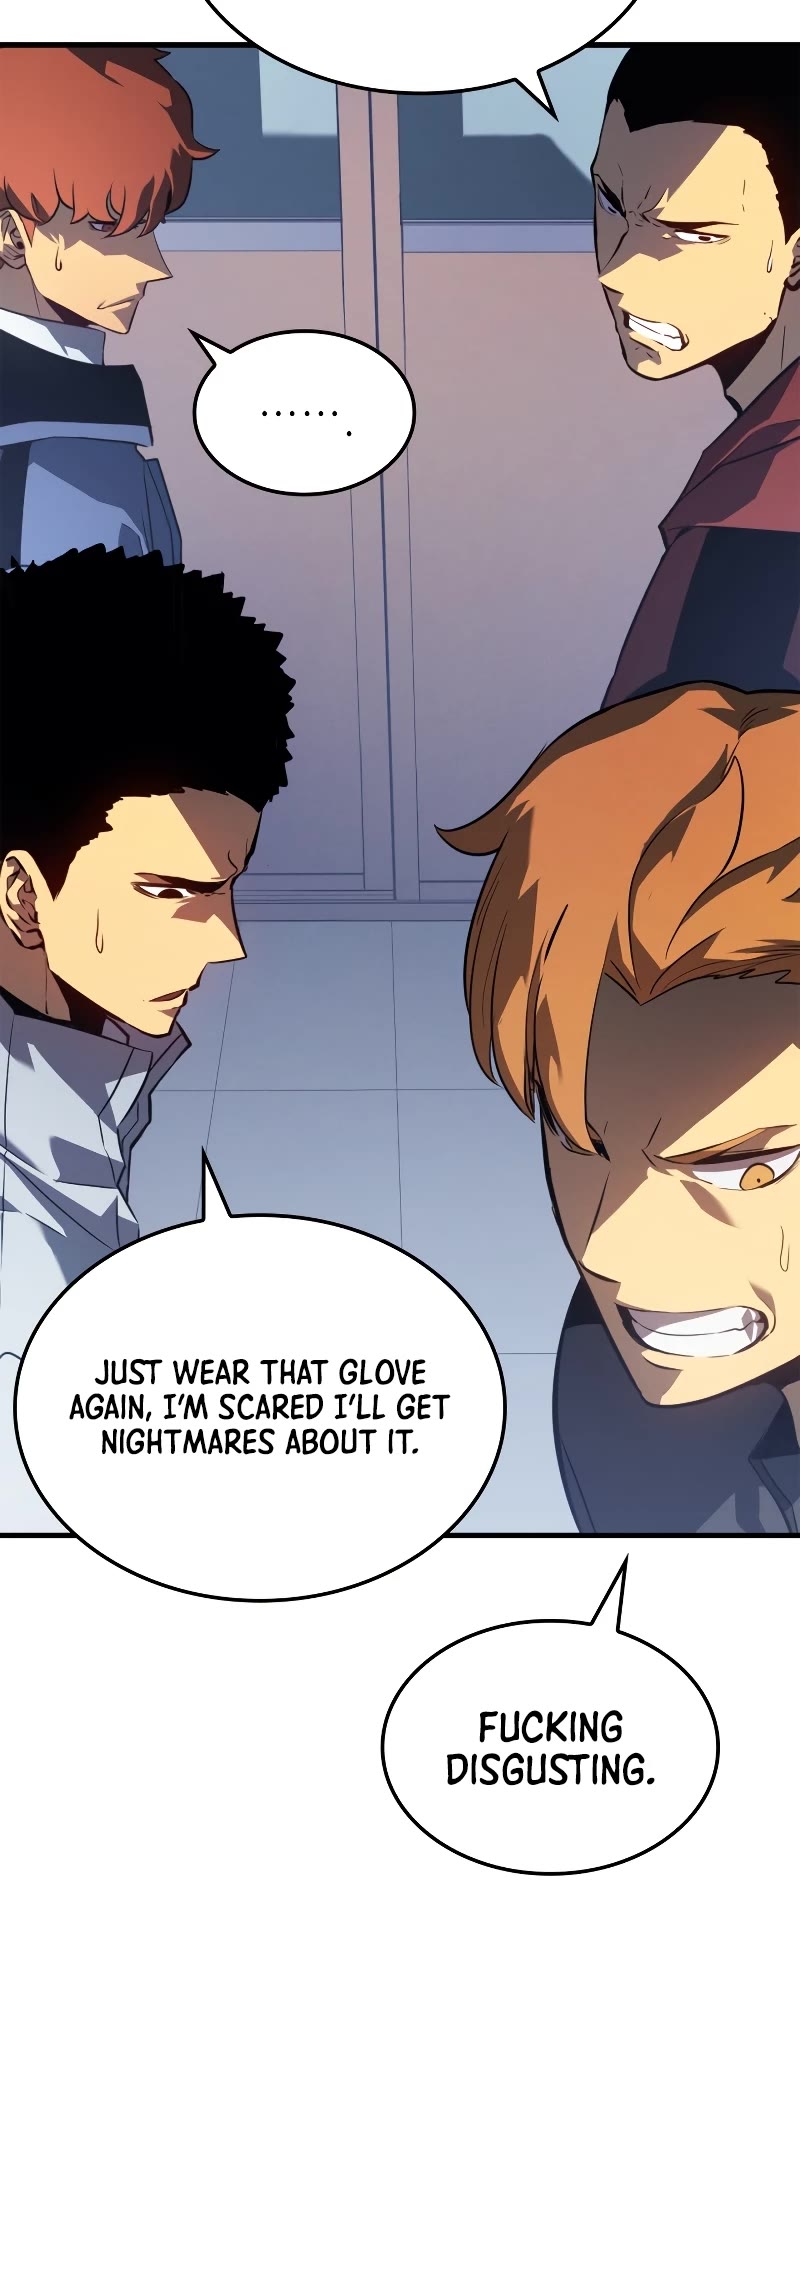 .......
JUST WEAR THAT GLOVE
AGAIN, I'M SCARED I'LL GET
NIGHTMARES ABOUT IT.
FUCKING
DISGUSTING.